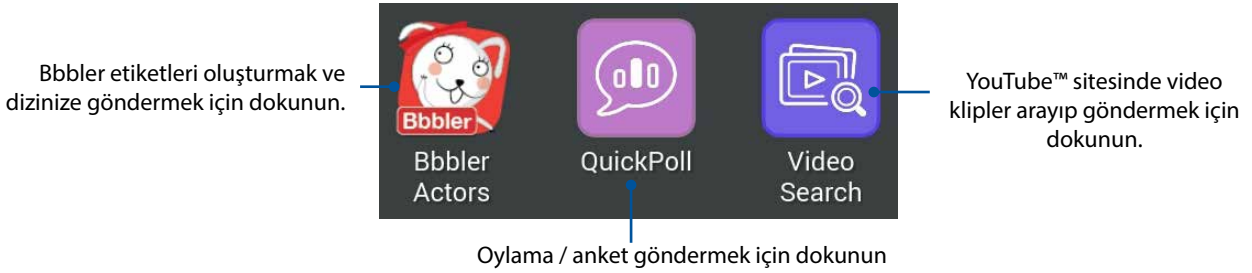 Bbbler etiketleri oluşturmak ve
dizinize göndermek için dokunun.
Bbbler
Bbbler
Actors
QuickPoll
Video
Search
YouTube™ sitesinde video
klipler arayıp göndermek için
dokunun.
Oylama / anket göndermek için dokunun